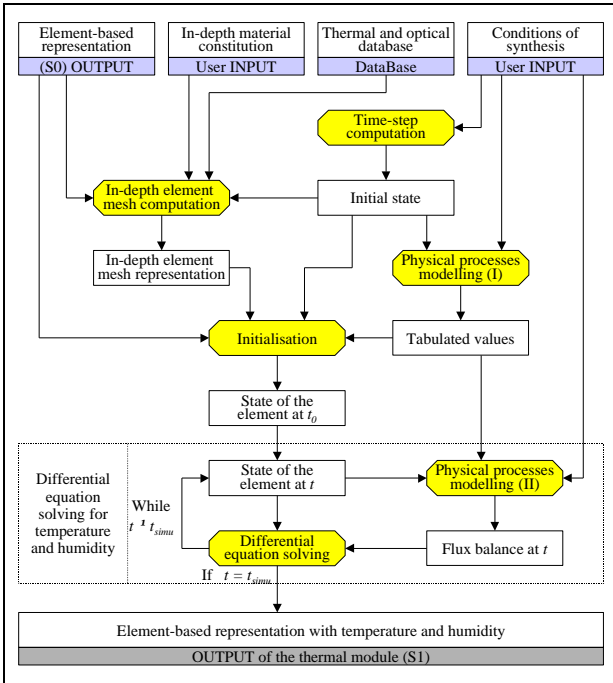 Element-based
representation
(S0) OUTPUT
In-depth material
constitution
User INPUT
Thermal and optical
database
DataBase
Conditions of
synthesis
User INPUT
Time-step
computation
In-depth element
mesh computation
Initial state
In-depth element
mesh representation
Physical processes
modelling (I)
Initialisation
Tabulated values
State of the
element at t0
Differential
equation
solving for
temperature
and humidity
While
t ¹ tsimu
State of the
element at t
Physical processes
modelling (II)
Differential
equation solving
Flux balance at t
If t = tsimu
Element-based representation with temperature and humidity
OUTPUT of the thermal module (S1)